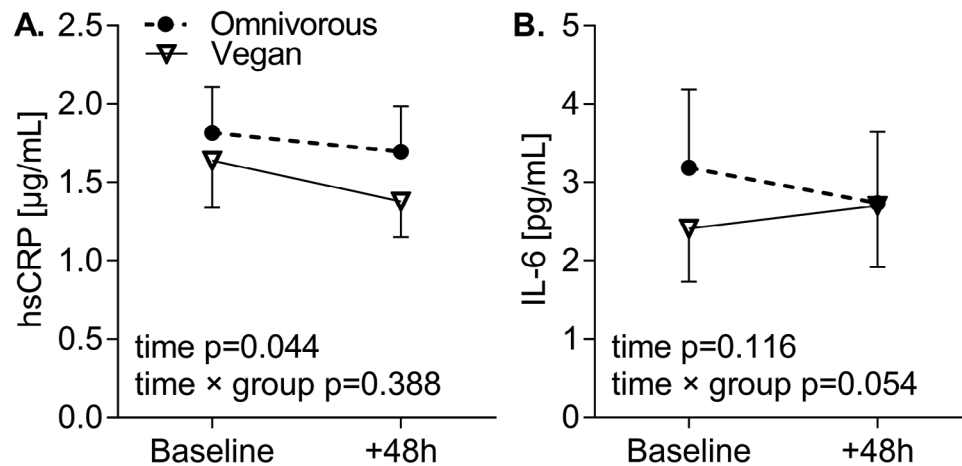 A.
Omnivorous
Vegan
hsCRP [µg/mL]
2.5
2.0
1.5
1.0
0.5
0.0
time p=0.044
time × group p=0.388
Baseline
+48h
B.
IL-6 [pg/mL]
5
4
3
2
1
0
time p=0.116
time × group p=0.054
Baseline
+48h